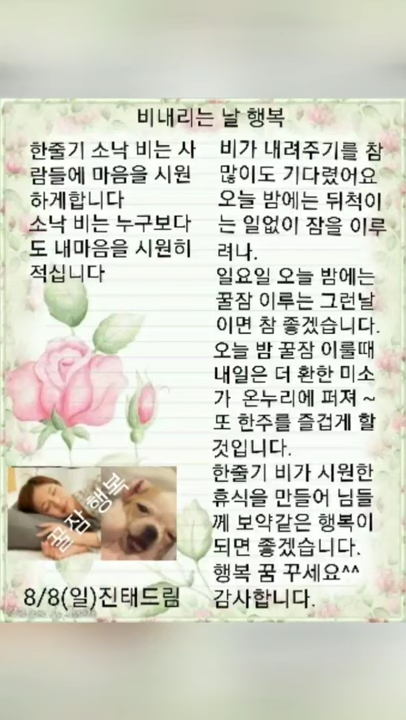 비내리는 날 행복
한줄기 소낙 비는 사
람들에 마음을 시원
하게합니다
소낙 비는 누구보다
도 내마음을 시원히
적십니다
꿀잠 행복
8/8(일)진태드림
비가 내려주기를 참
많이도 기다렸어요
오늘 밤에는 뒤척이
는 일없이 잠을 이루
려나.
일요일 오늘 밤에는
꿀잠 이루는 그런날
이면 참 좋겠습니다.
오늘 밤 꿀잠 이룰때
내일은 더 환한 미소
가 온누리에 퍼져 ~
또 한주를 즐겁게 할
것입니다.
한줄기 비가 시원한
휴식을 만들어 님들
께 보약같은 행복이
되면 좋겠습니다.
행복 꿈 꾸세요^^
감사합니다.